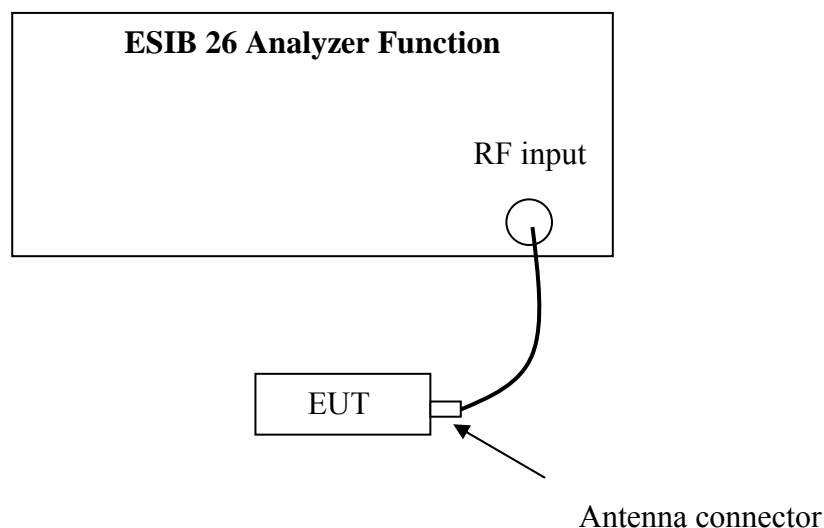 ESIB 26 Analyzer Function
RF input
EUT
Antenna connector